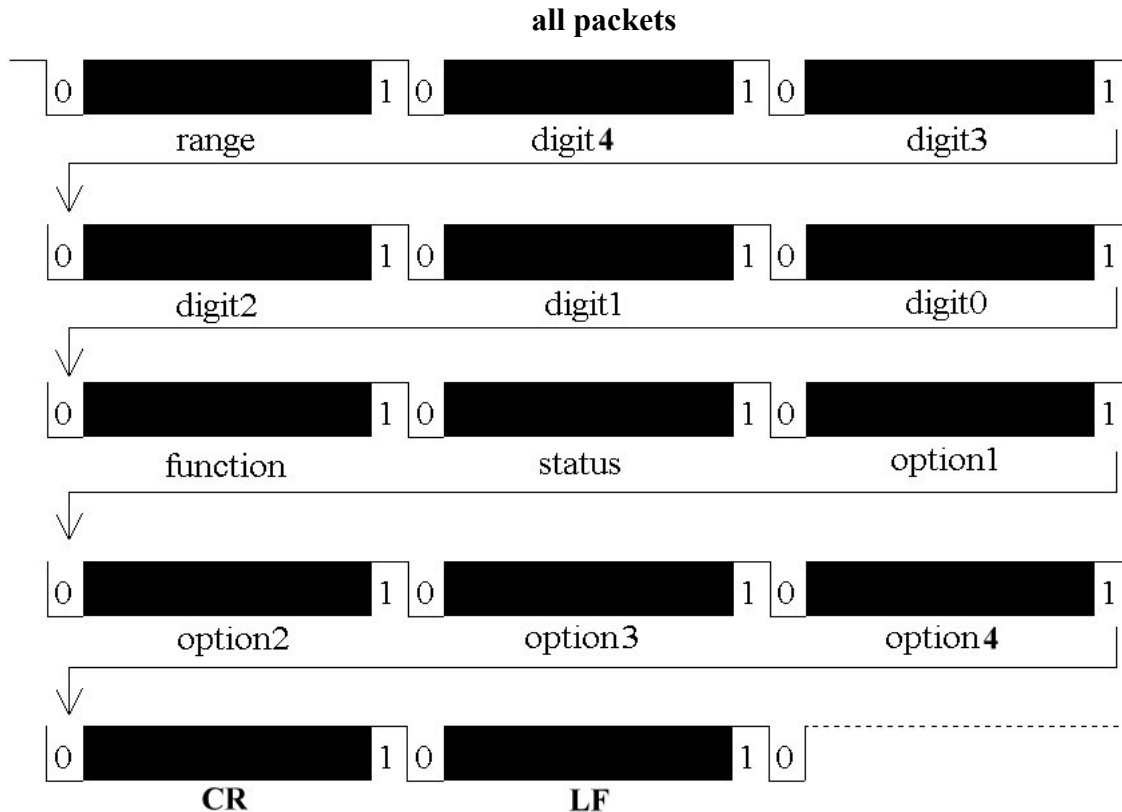 all packets
0 1 0 1 0 1
range digit4 digit3
0 1 0 1 0 1
digit2 digit1 digit0
0 1 0 1 0 1
function status option1
0 1 0 1 0 1
option2 option3 option4
0 1 0 1 0
CR LF